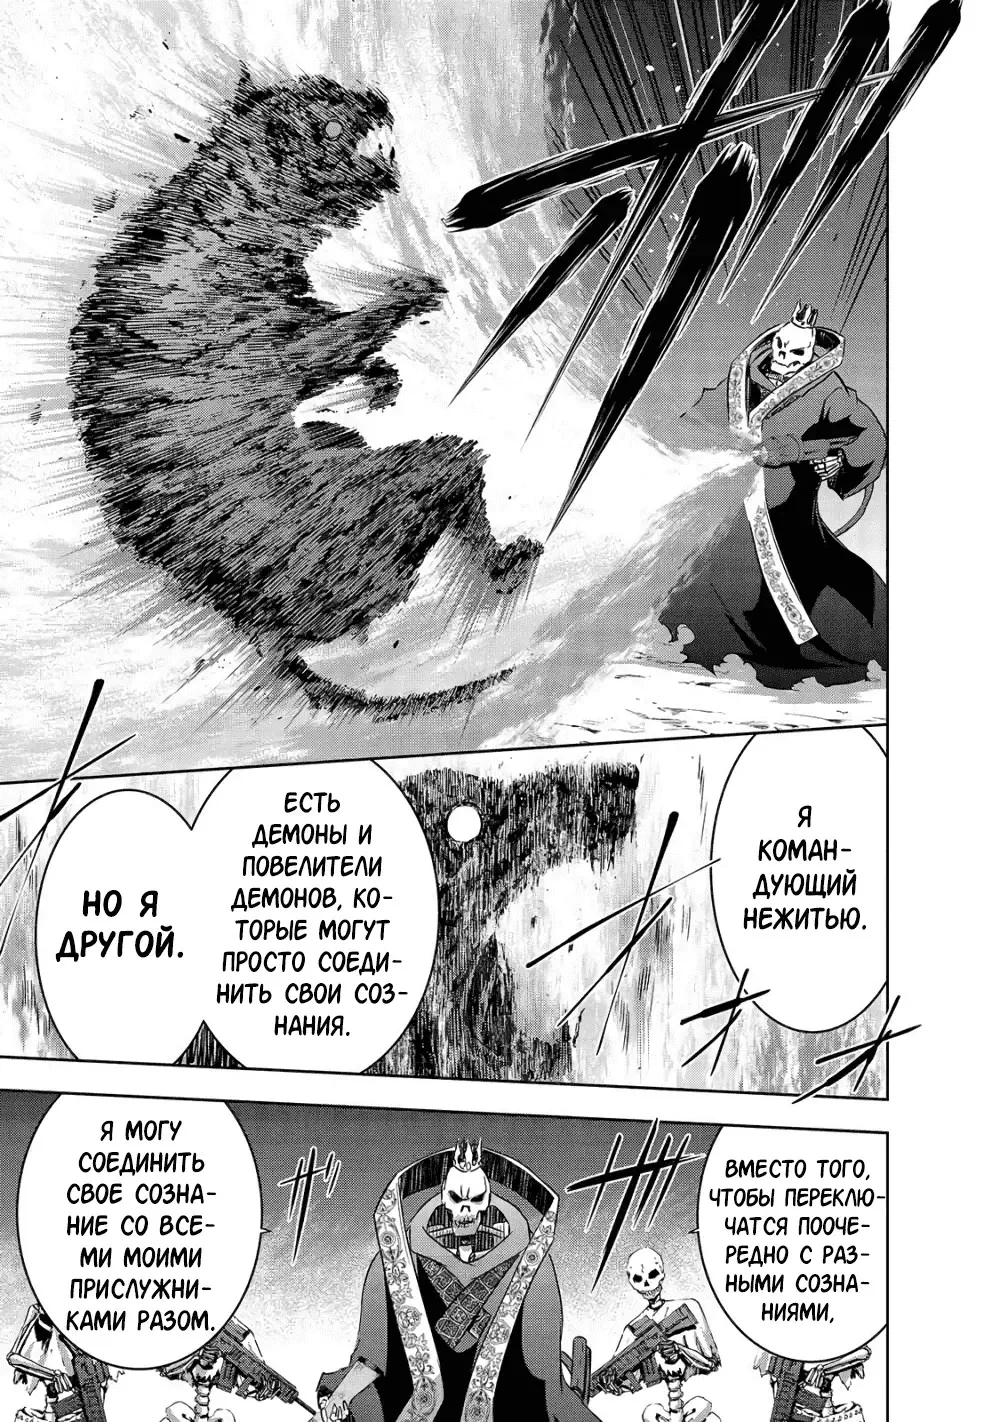 Я
КОМАН-
ДУЮЩИЙ
НЕЖИТЬЮ.
ЕСТЬ
ДЕМОНЫ И
ПОВЕЛИТЕЛИ
ДЕМОНОВ, КО-
ТОРЫЕ МОГУТ
ПРОСТО СОЕДИ-
НИТЬ СВОИ СОЗ-
НАНИЯ.
НО Я
ДРУГОЙ.
ВМЕСТО ТОГО,
ЧТОБЫ ПЕРЕКЛЮ-
ЧАТСЯ ПООЧЕ-
РЕДНО С РАЗ-
НЫМИ СОЗНА-
НИЯМИ,
Я МОГУ
СОЕДИНИТЬ
СВОЕ СОЗНА-
НИЕ СО ВСЕ-
МИ МОИМИ
ПРИСЛУЖНИ-
КАМИ РАЗОМ.